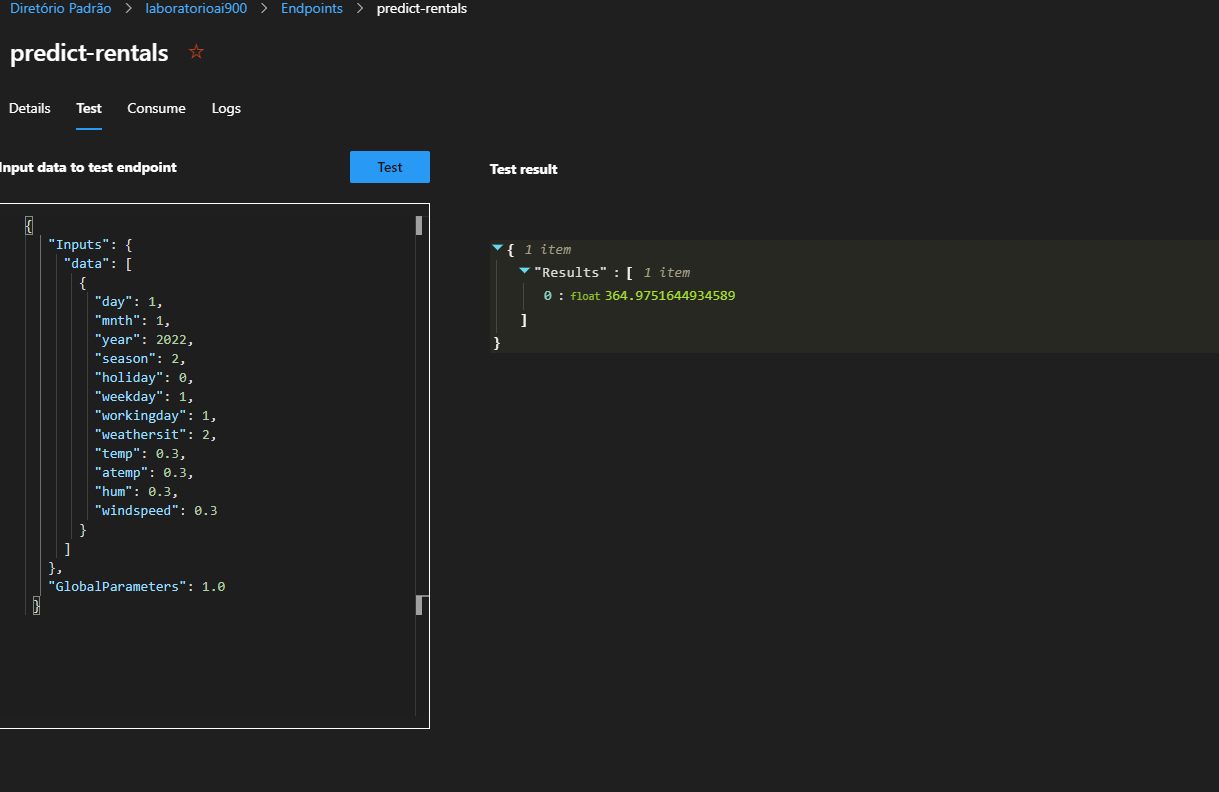 Diretório Padrão > laboratorioai900 > Endpoints > predict-rentals
predict-rentals
Details Test Consume Logs
Input data to test endpoint
Test
{
"Inputs": {
"data": [
{
"day": 1,
"mnth": 1,
"year": 2022,
"season": 2,
"holiday": 0,
"weekday": 1,
"workingday": 1,
"weathersit": 2,
"temp": 0.3,
"atemp": 0.3,
"hum": 0.3,
"windspeed": 0.3
}
]
},
"GlobalParameters": 1.0
}
Test result
{ 1 item
"Results" : [ 1 item
0 : float 364.9751644934589
]
}